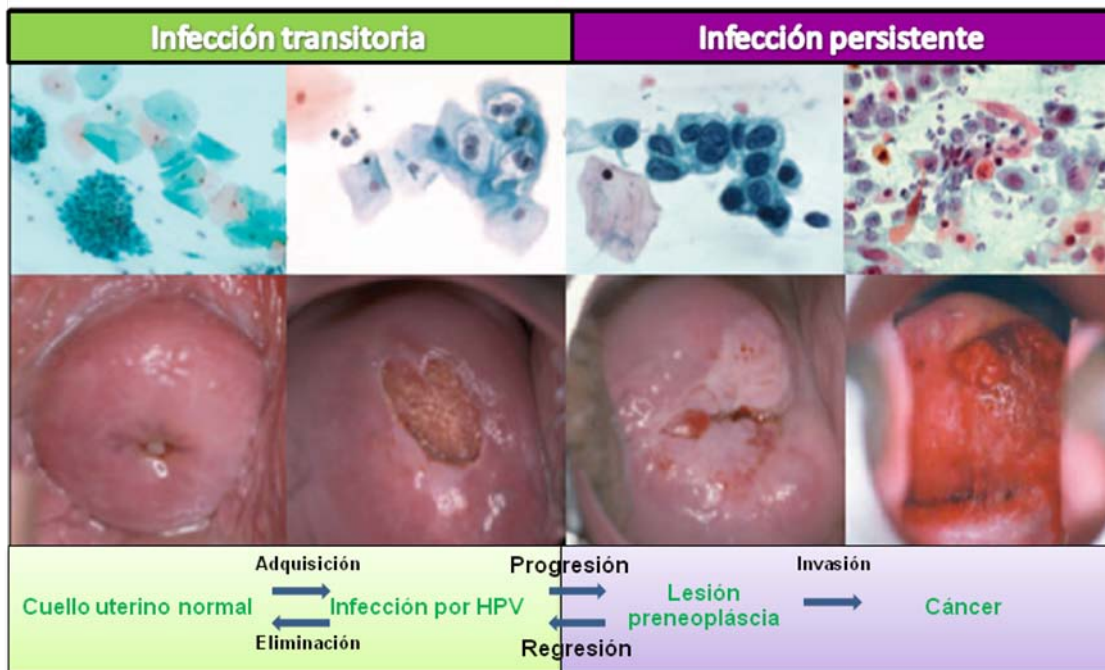 Infección transitoria
Infección persistente
Adquisición
Progresión
Invasión
Cuello uterino normal
Infección por HPV
Lesión
preneopláscia
Cáncer
Eliminación
Regresión